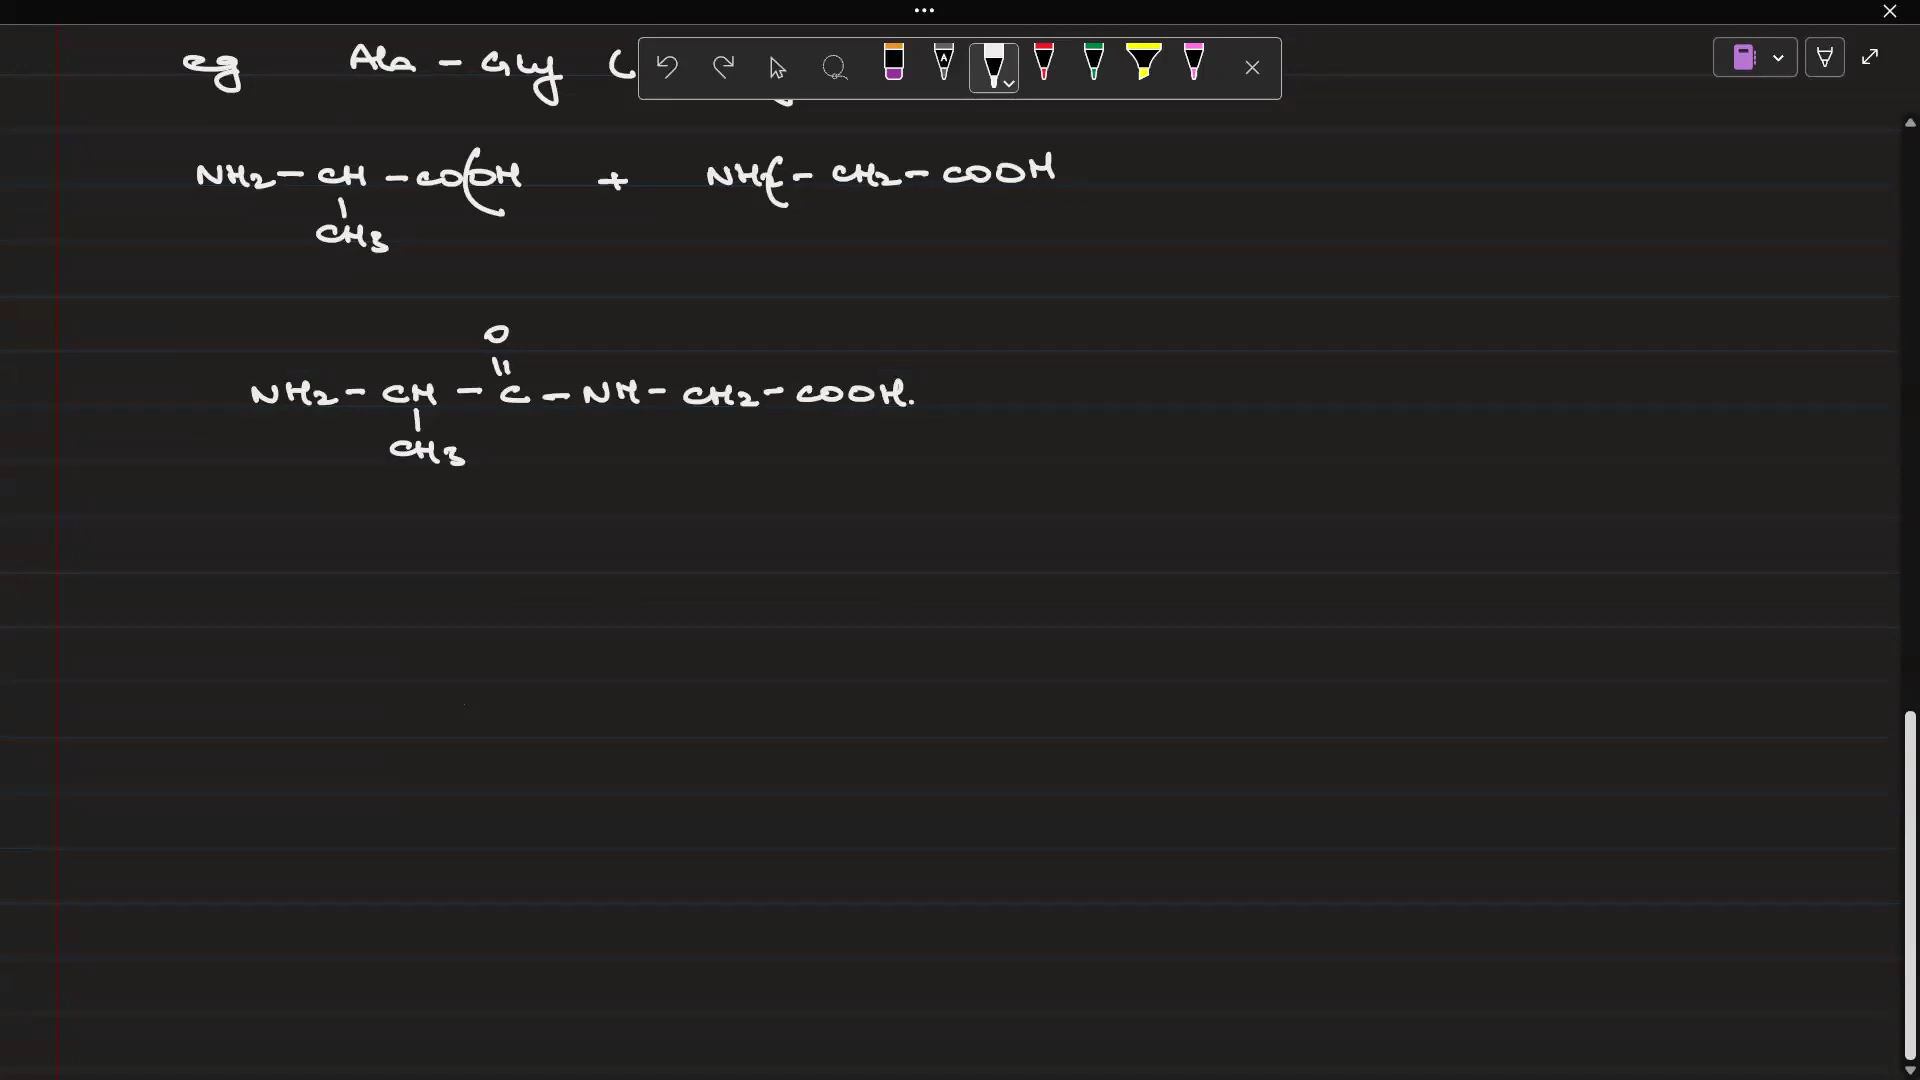 eg Ala - Gly (
NH2 - CH - COOH + NH2 - CH2 - COOH
CH3
O
NH2 - CH - C - NH - CH2 - COOH.
CH3